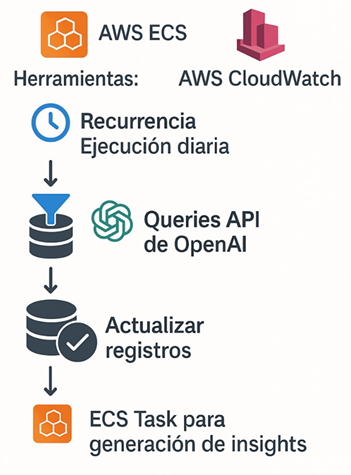 AWS ECS
Herramientas: AWS CloudWatch
Recurrencia
Ejecución diaria
Queries API
de OpenAI
Actualizar
registros
ECS Task para
generación de insights